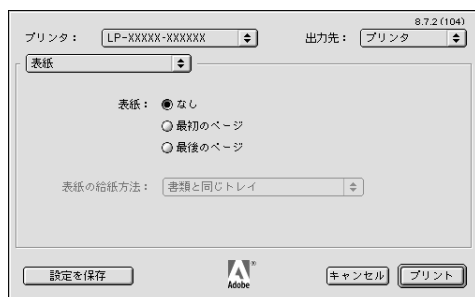 8.7.2 (104)
プリンタ： LP-XXXXX-XXXXXX 出力先： プリンタ
表紙
表紙： なし
最初のページ
最後のページ
表紙の給紙方法： 書類と同じトレイ
設定を保存 Adobe キャンセル プリント